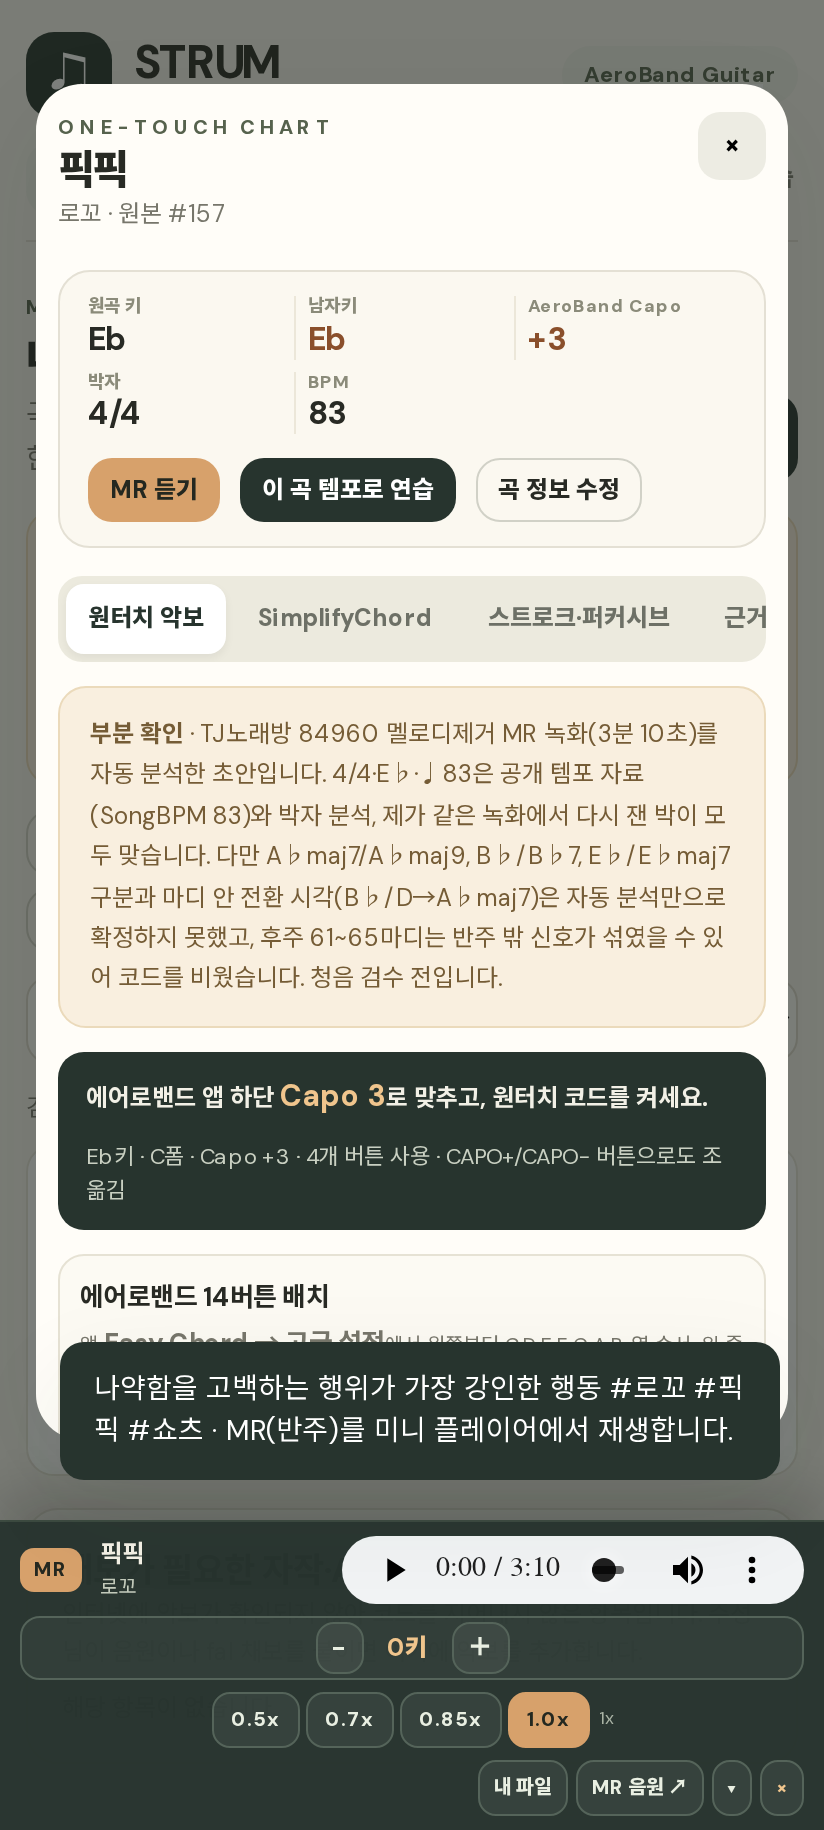 STRUM
AeroBand Guitar
ONE-TOUCH CHART
×
픽픽
로꼬 · 원본 #157
원곡 키
남자키
AeroBand Capo
Eb
Eb
+3
박자
BPM
4/4
83
MR 듣기
이 곡 템포로 연습
곡 정보 수정
원터치 악보
SimplifyChord
스트로크·퍼커시브
근거
부분 확인 · TJ노래방 84960 멜로디제거 MR 녹화(3분 10초)를
자동 분석한 초안입니다. 4/4·E♭·♩83은 공개 템포 자료
(SongBPM 83)와 박자 분석, 제가 같은 녹화에서 다시 잰 박이 모
두 맞습니다. 다만 A♭maj7/A♭maj9, B♭/B♭7, E♭/E♭maj7
구분과 마디 안 전환 시각(B♭/D→A♭maj7)은 자동 분석만으로
확정하지 못했고, 후주 61~65마디는 반주 밖 신호가 섞였을 수 있
어 코드를 비웠습니다. 청음 검수 전입니다.
에어로밴드 앱 하단 Capo 3로 맞추고, 원터치 코드를 켜세요.
Eb키 · C폼 · Capo +3 · 4개 버튼 사용 · CAPO+/CAPO- 버튼으로도 조
옮김
에어로밴드 14버튼 배치
앱 Easy Chord → 고급 설정에서
나약함을 고백하는 행위가 가장 강인한 행동 #로꼬 #픽
픽 #쇼츠 · MR(반주)를 미니 플레이어에서 재생합니다.
MR
픽픽
로꼬
0:00 / 3:10
-
0키
+
0.5x
0.7x
0.85x
1.0x
1x
내 파일
MR 음원 ↗
▾
×